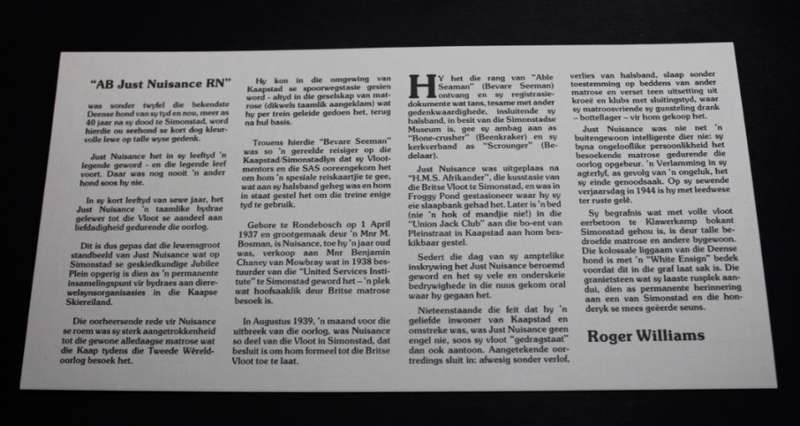 “AB Just Nuisance RN”
was sonder twyfel die bekendste
Deense hond van sy tyd en nou, meer as
40 jaar na sy dood te Simonstad, word
hierdie ou seehond se kort dog kleur-
volle lewe op talle wyse gedenk.
Just Nuisance het in sy leeftyd 'n
legende geword – en die legende leef
voort. Daar was nog nooit 'n ander
hond soos hy nie.
In sy kort leeftyd van sewe jaar, het
Just Nuisance 'n taamlike bydrae
gelewer tot die Vloot se aandeel aan
liefdadigheid gedurende die oorlog.
Dit is dus gepas dat die lewensgroot
standbeeld van Just Nuisance wat op
Simonstad se geskiedkundige Jubilee
Plein opgerig is dien as 'n permanente
insamelingspunt vir bydraes aan diere-
welsynsorganisasies in die Kaapse
Skiereiland.
Die oorheersende rede vir Nuisance
se roem was sy sterk aangetrokkenheid
tot die gewone alledaagse matrose wat
die Kaap tydens die Tweede Wêreld-
oorlog besoek het.
Hy kon in die omgewing van
Kaapstad se spoorwegstasie gesien
word – altyd in die geselskap van mat-
rose (dikwels taamlik aangeklam) wat
hy per trein geleide gedoen het, terug
na hul basis.
Trouens hierdie “Bevare Seeman”
was so 'n gereelde reisiger op die
Kaapstad/Simonstadlyn dat sy Vloot-
mentors en die SAS ooreengekom het
om hom 'n spesiale reiskaartjie te gee,
wat aan sy halsband geheg was en hom
in staat gestel het om die treine enige
tyd te gebruik.
Gebore te Rondebosch op 1 April
1937 en grootgemaak deur 'n Mnr M.
Bosman, is Nuisance, toe hy 'n jaar oud
was, verkoop aan Mnr Benjamin
Chaney van Mowbray wat in 1938 bes-
tuurder van die “United Services Insti-
tute” te Simonstad geword het – 'n plek
wat hoofsaaklik deur Britse matrose
besoek is.
In Augustus 1939, 'n maand voor die
uitbreek van die oorlog, was Nuisance
so deel van die Vloot in Simonstad, dat
besluit is om hom formeel tot die Britse
Vloot toe te laat.
HY het die rang van “Able
Seaman” (Bevare Seeman)
ontvang en sy registrasie-
dokumente wat tans, tesame met ander
gedenkwaardighede, insluitende sy
halsband, in besit van die Simonstadse
Museum is, gee sy ambag aan as
“Bone-crusher” (Beenkraker) en sy
kerkverband as “Scrounger” (Be-
delaar).
Just Nuisance was uitgeplaas na
“H.M.S. Afrikander”, die kusstasie van
die Britse Vloot te Simonstad, en was in
Froggy Pond gestasioneer waar hy sy
eie slaapbank gehad het. Later is 'n bed
(nie 'n hok of mandjie nie!) in die
“Union Jack Club” aan die bo-ent van
Pleinstraat in Kaapstad aan hom bes-
kikbaar gestel.
Sedert die dag van sy amptelike
inskrywing het Just Nuisance beroemd
geword en het sy vele en onderskeie
bedrywighede in die nuus gekom oral
waar hy gegaan het.
Nieteenstaande die feit dat hy 'n
geliefde inwoner van Kaapstad en
omstreke was, was Just Nuisance geen
engel nie, soos sy vloot “gedragstaat”
dan ook aantoon. Aangetekende oor-
tredings sluit in: afwesig sonder verlof,
verlies van halsband, slaap sonder
toestemming op beddens van ander
matrose en verset teen uitsetting uit
kroeë en klubs met sluitingstyd, waar
sy matroosvriende sy gunsteling drank
– bottellager – vir hom gekoop het.
Just Nuisance was nie net 'n
buitengewoon intelligente dier nie: sy
byna ongelooflike persoonlikheid het
besoekende matrose gedurende die
oorlog opgebeur. 'n Verlamming in sy
agterlyf, as gevolg van 'n ongeluk, het
sy einde genoodsaak. Op sy sewende
verjaarsdag in 1944 is hy met leedwese
ter ruste gelê.
Sy begrafnis wat met volle vloot
eerbetoon te Klawerkamp bokant
Simonstad gehou is, is deur talle be-
droefde matrose en andere bygewoon.
Die kolossale liggaam van die Deense
hond is met 'n “White Ensign” bedek
voordat dit in die graf laat sak is. Die
granietsteen wat sy laaste rusplek aan-
dui, dien as permanente herinnering
aan een van Simonstad en die hon-
deryk se mees geëerde seuns.
Roger Williams